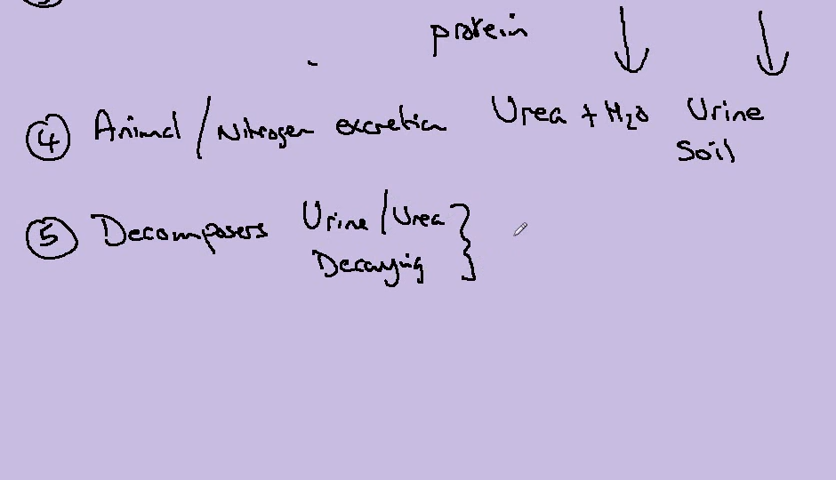 protein
④ Animal / Nitrogen excretion Urea + H₂O Urine
Soil
⑤ Decomposers Urine / Urea
Decaying